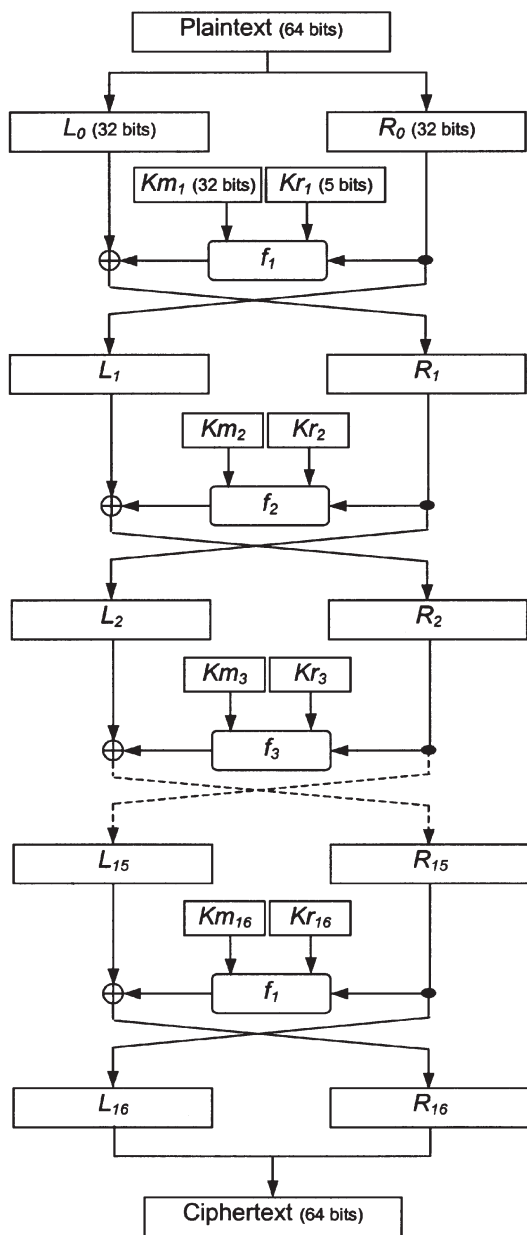 Plaintext (64 bits)
L0 (32 bits) R0 (32 bits)
Km1 (32 bits) Kr1 (5 bits)
f1
L1 R1
Km2 Kr2
f2
L2 R2
Km3 Kr3
f3
L15 R15
Km16 Kr16
f1
L16 R16
Ciphertext (64 bits)